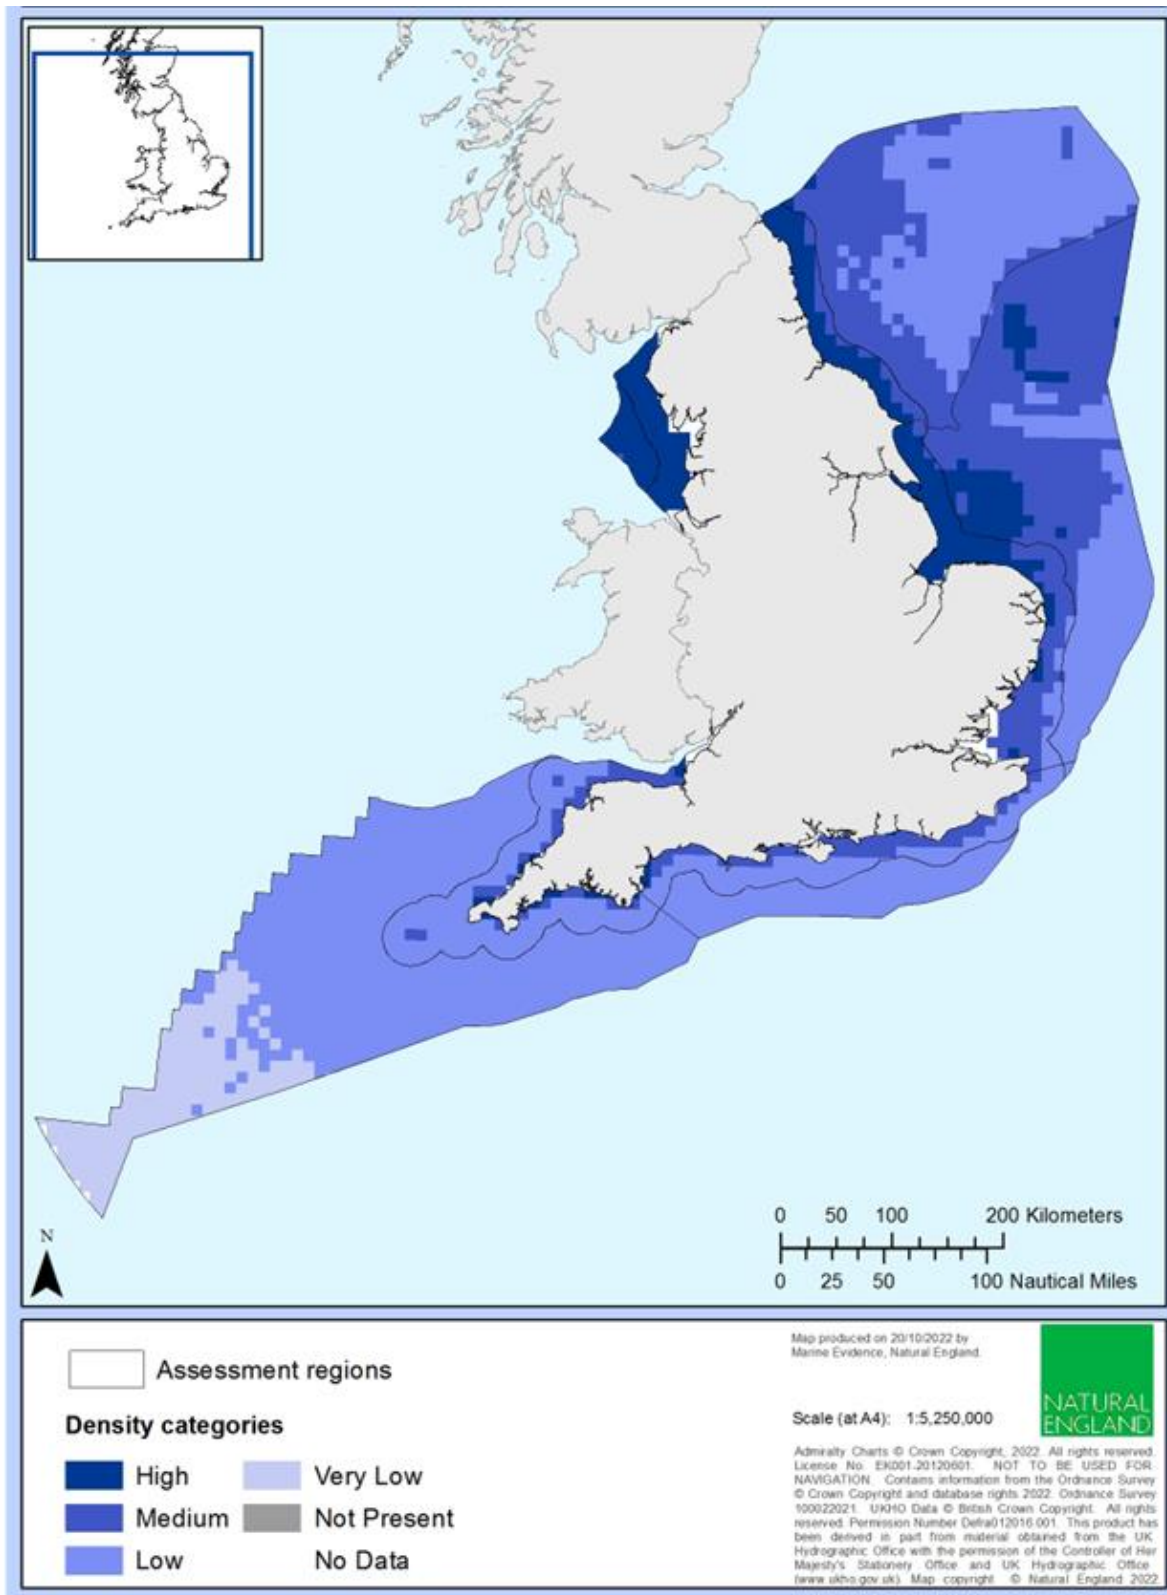 N
0 50 100 200 Kilometers
0 25 50 100 Nautical Miles
Assessment regions
Density categories
High
Very Low
Medium
Not Present
Low
No Data
Map produced on 20/10/2022 by
Marine Evidence, Natural England.
Scale (at A4): 1:5,250,000
NATURAL
ENGLAND
Admiralty Charts © Crown Copyright, 2022. All rights reserved.
License No. EK001-20120601. NOT TO BE USED FOR
NAVIGATION. Contains information from the Ordnance Survey
© Crown Copyright and database rights 2022. Ordnance Survey
100022021. UKHO Data © British Crown Copyright. All rights
reserved. Permission Number Defra012016.001. This product has
been derived in part from material obtained from the UK
Hydrographic Office with the permission of the Controller of Her
Majesty's Stationery Office and UK Hydrographic Office
(www.ukho.gov.uk). Map copyright © Natural England 2022